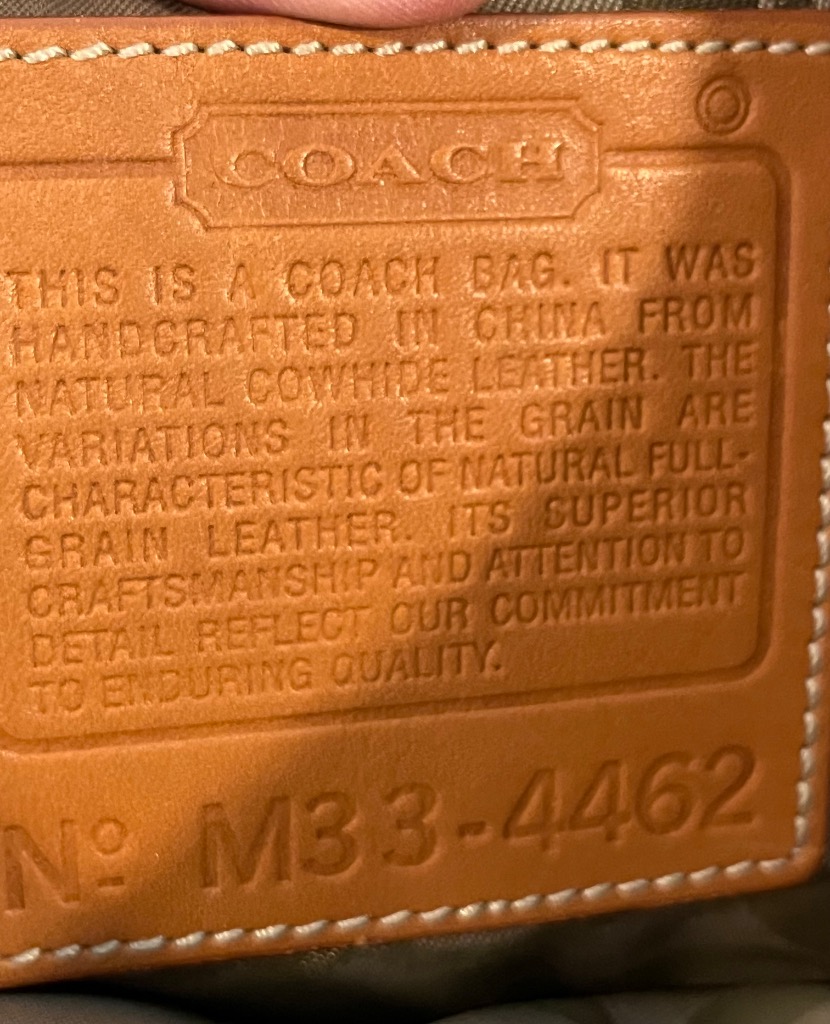 COACH
THIS IS A COACH BAG. IT WAS
HANDCRAFTED IN CHINA FROM
NATURAL COWHIDE LEATHER. THE
VARIATIONS IN THE GRAIN ARE
CHARACTERISTIC OF NATURAL FULL-
GRAIN LEATHER. ITS SUPERIOR
CRAFTSMANSHIP AND ATTENTION TO
DETAIL REFLECT OUR COMMITMENT
TO ENDURING QUALITY.
Nº M33-4462